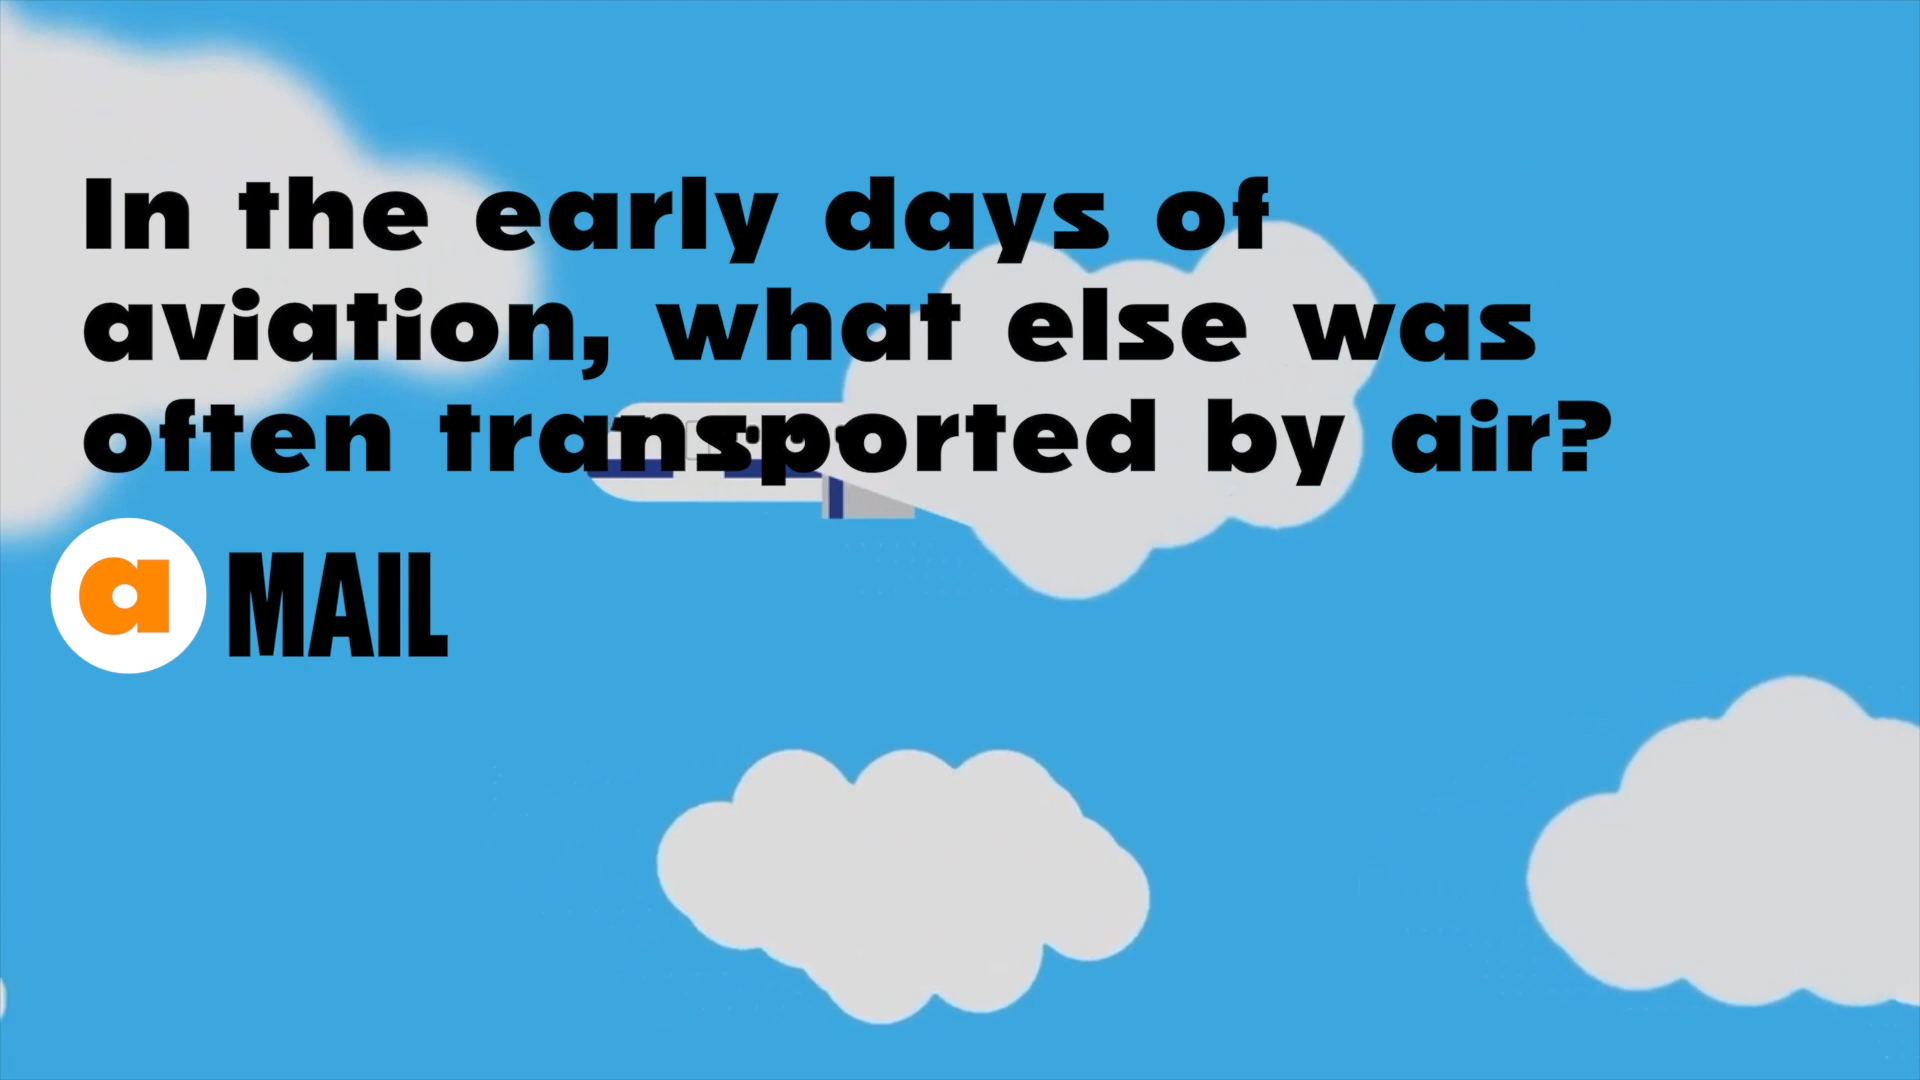 In the early days of
aviation, what else was
often transported by air?
a MAIL